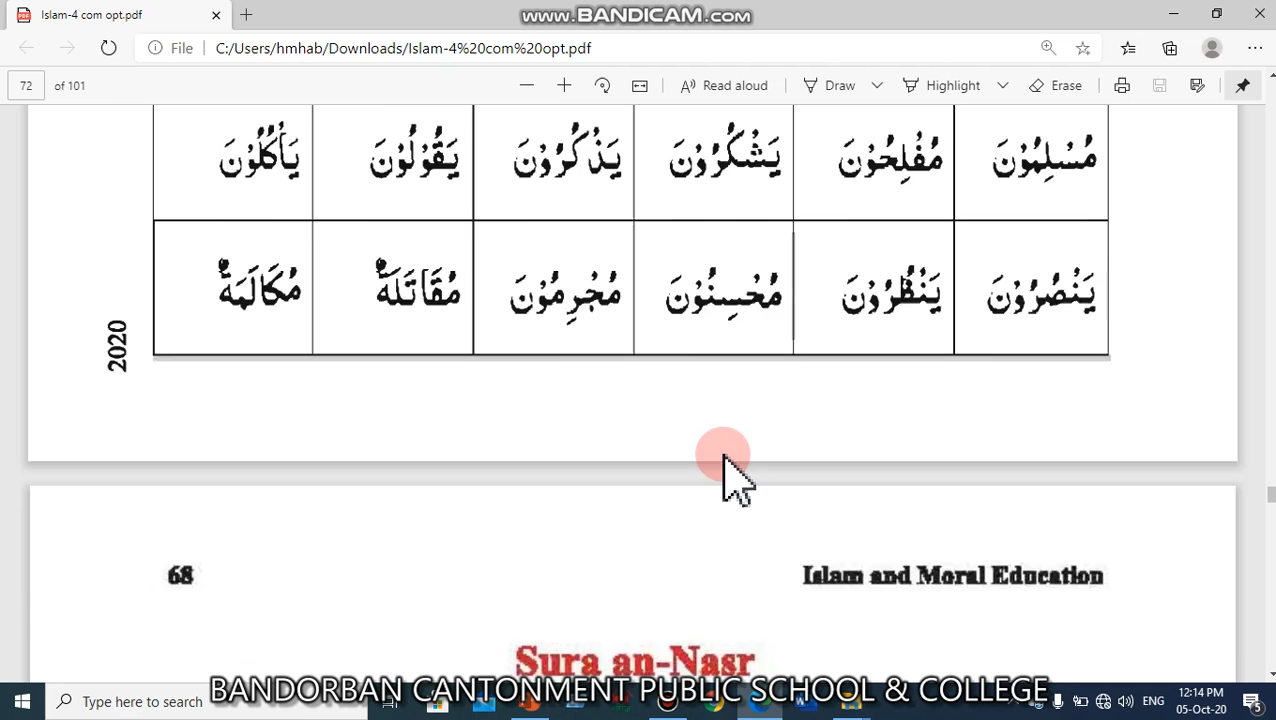 www.BANDICAM.com
Islam-4 com opt.pdf
File C:/Users/hmhab/Downloads/Islam-4%20com%20opt.pdf
72 of 101 Read aloud Draw Highlight Erase
مُسْلِمُوْنَ مُفْلِحُوْنَ يَشْكُرُوْنَ يَذْكُرُوْنَ يَقُوْلُوْنَ يَأْكُلُوْنَ
يَنْصُرُوْنَ يَنْظُرُوْنَ مُحْسِنُوْنَ مُجْرِمُوْنَ مُقَاتَلَةٌ مُكَالَمَةٌ
2020
68 Islam and Moral Education
Sura an-Nasr
BANDORBAN CANTONMENT PUBLIC SCHOOL & COLLEGE
Type here to search
ENG
12:14 PM
05-Oct-20
5